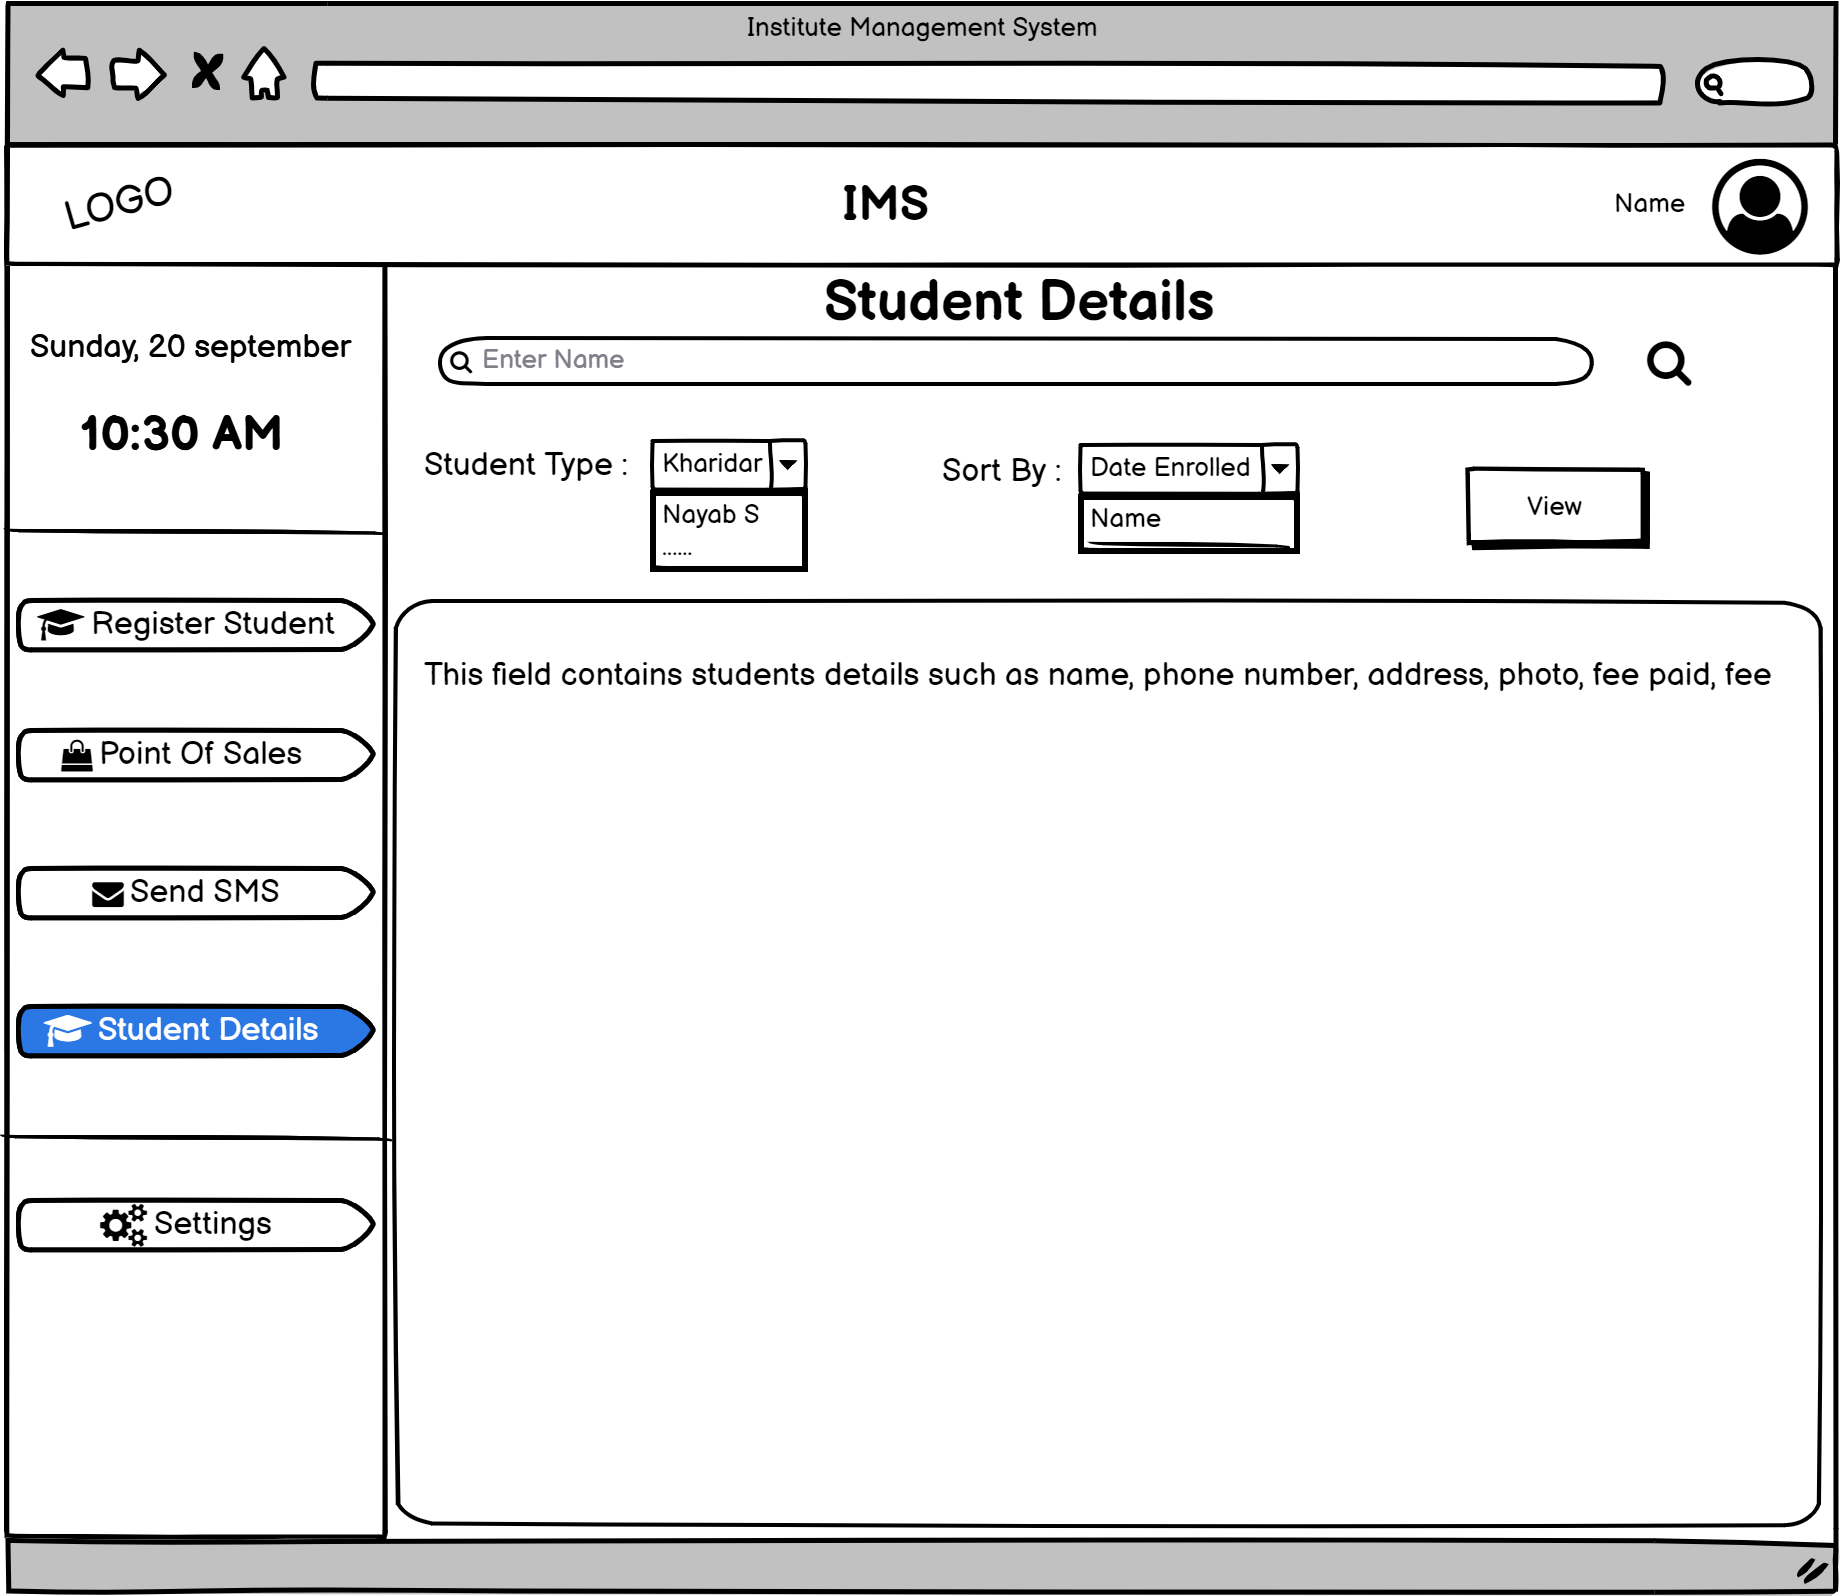 Institute Management System
LOGO
IMS
Name
Sunday, 20 september
10:30 AM
Register Student
Point Of Sales
Send SMS
Student Details
Settings
Student Details
Enter Name
Student Type :
Kharidar
Nayab S
......
Sort By :
Date Enrolled
Name
View
This field contains students details such as name, phone number, address, photo, fee paid, fee